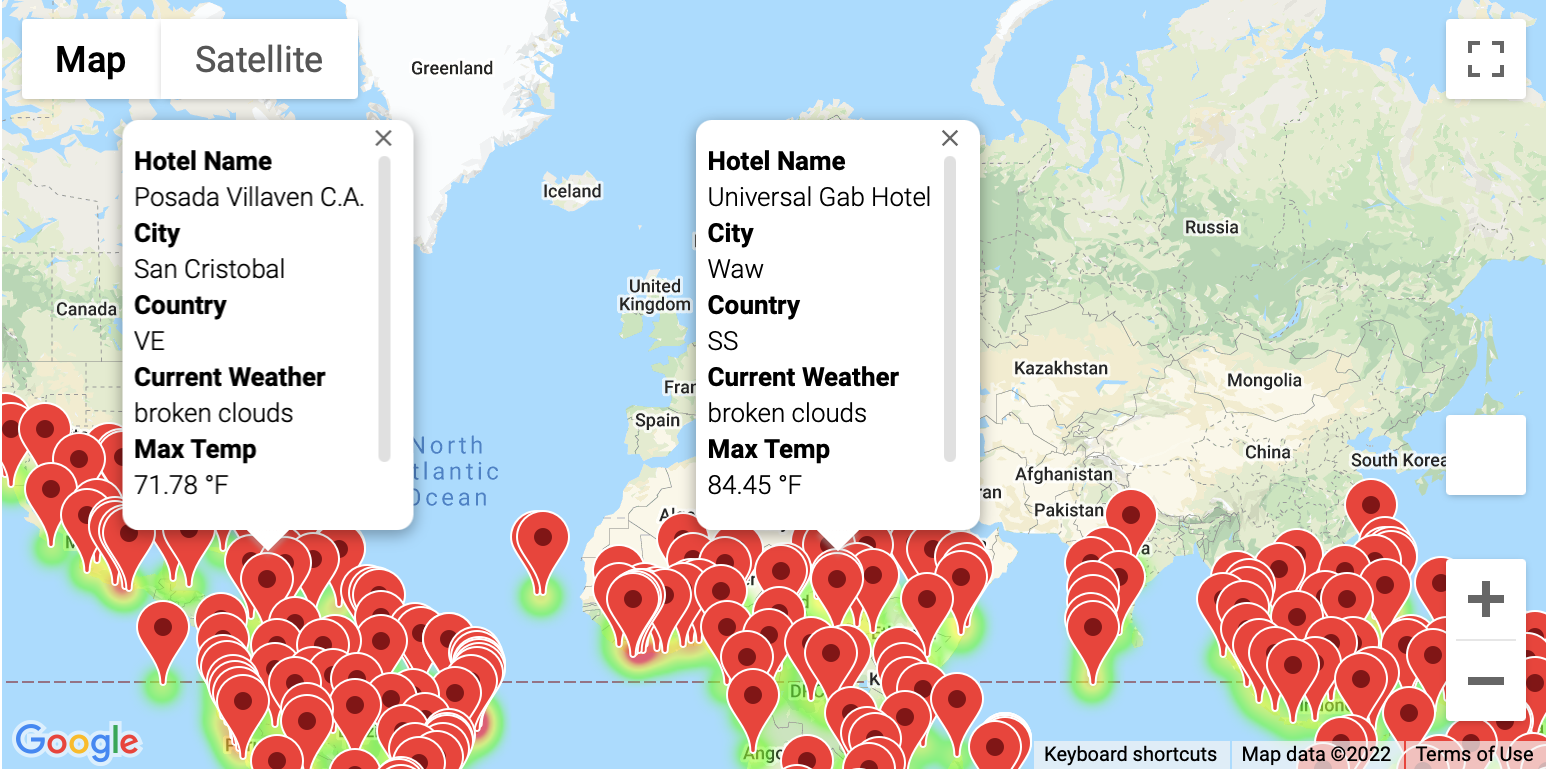 Map
Satellite
Greenland
Hotel Name
Posada Villaven C.A.
City
San Cristobal
Country
VE
Current Weather
broken clouds
Max Temp
71.78 °F
Hotel Name
Universal Gab Hotel
City
Waw
Country
SS
Current Weather
broken clouds
Max Temp
84.45 °F
Iceland
Russia
United
Kingdom
Canada
Kazakhstan
Mongolia
Spain
North
tlantic
Ocean
China
South Korea
Afghanistan
Pakistan
Google
Keyboard shortcuts
Map data ©2022
Terms of Use